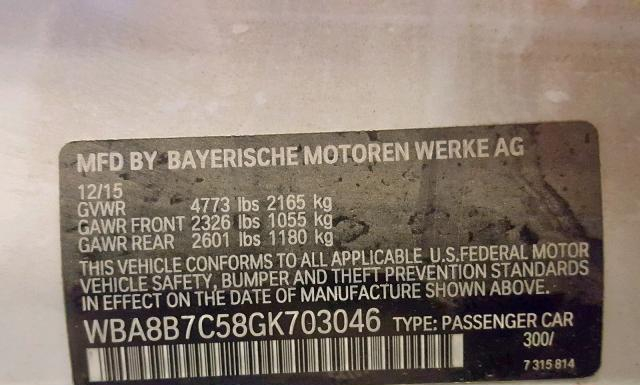 MFD BY BAYERISCHE MOTOREN WERKE AG
12/15
GVWR 4773 lbs 2165 kg
GAWR FRONT 2326 lbs 1055 kg
GAWR REAR 2601 lbs 1180 kg
THIS VEHICLE CONFORMS TO ALL APPLICABLE U.S.FEDERAL MOTOR
VEHICLE SAFETY, BUMPER AND THEFT PREVENTION STANDARDS
IN EFFECT ON THE DATE OF MANUFACTURE SHOWN ABOVE.
WBA8B7C58GK703046 TYPE: PASSENGER CAR
300/
7 315 814